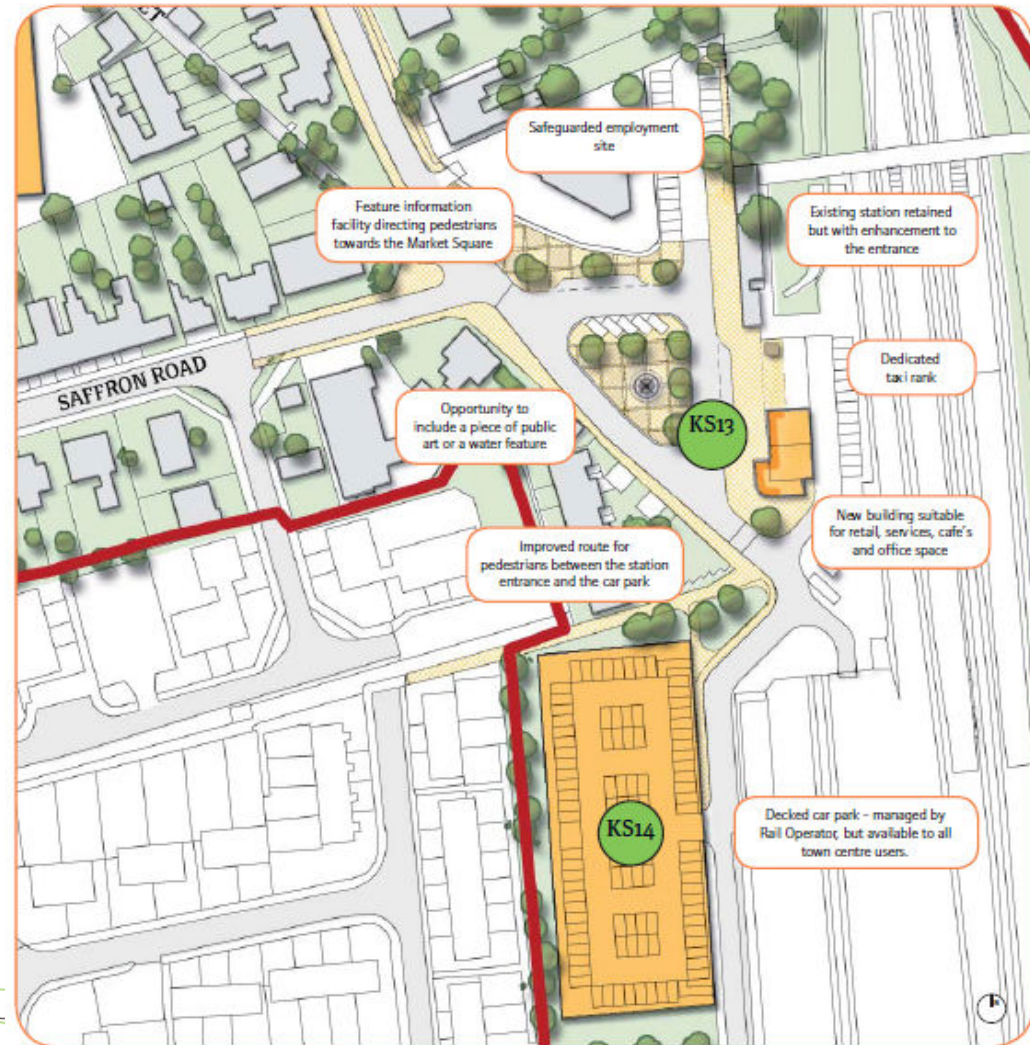 Safeguarded employment
site
Feature information
facility directing pedestrians
towards the Market Square
Existing station retained
but with enhancement to
the entrance
SAFFRON ROAD
Dedicated
taxi rank
Opportunity to
include a piece of public
art or a water feature
KS13
New building suitable
for retail, services, cafe's
and office space
Improved route for
pedestrians between the station
entrance and the car park
KS14
Decked car park - managed by
Rail Operator, but available to all
town centre users.